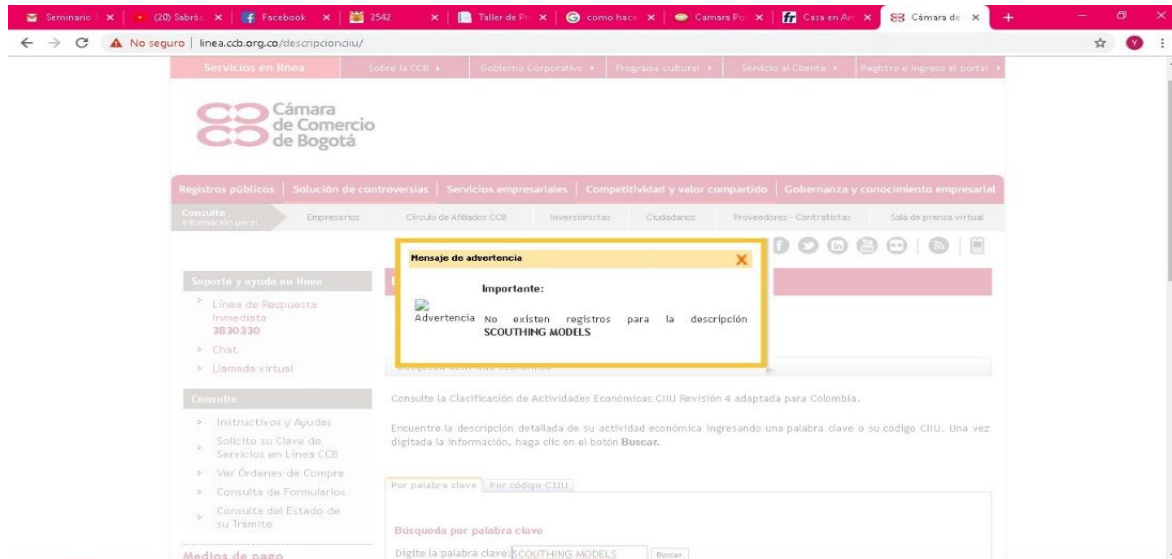 Seminario 1
(20) Sabrá:
Facebook
2542
Taller de Pr
como hace
Camara Po
Casa en Arr
Cámara de
No seguro | linea.ccb.org.co/descripcionciiu/
Servicios en línea
Sobre la CCB
Gobierno Corporativo
Programa cultural
Servicio al Cliente
Registro e ingreso al portal
Cámara
de Comercio
de Bogotá
Registros públicos
Solución de controversias
Servicios empresariales
Competitividad y valor compartido
Gobernanza y conocimiento empresarial
Consulte
Información para:
Empresarios
Círculo de Afiliados CCB
Inversionistas
Ciudadanos
Proveedores - Contratistas
Sala de prensa virtual
Mensaje de advertencia
X
Importante:
Advertencia
No existen registros para la descripción
SCOUTHING MODELS
Soporte y ayuda en línea
Línea de Respuesta
Inmediata
3830330
Chat
Llamada virtual
Consulte
Instructivos y Ayudas
Solicite su Clave de
Servicios en Línea CCB
Ver Órdenes de Compra
Consulta de Formularios
Consulta del Estado de
su Trámite
Medios de pago
Consulte la Clasificación de Actividades Económicas CIIU Revisión 4 adaptada para Colombia.
Encuentre la descripción detallada de su actividad económica ingresando una palabra clave o su código CIIU. Una vez
digitada la información, haga clic en el botón Buscar.
Por palabra clave
Por código CIIU
Búsqueda por palabra clave
Digite la palabra clave: SCOUTHING MODELS
Buscar